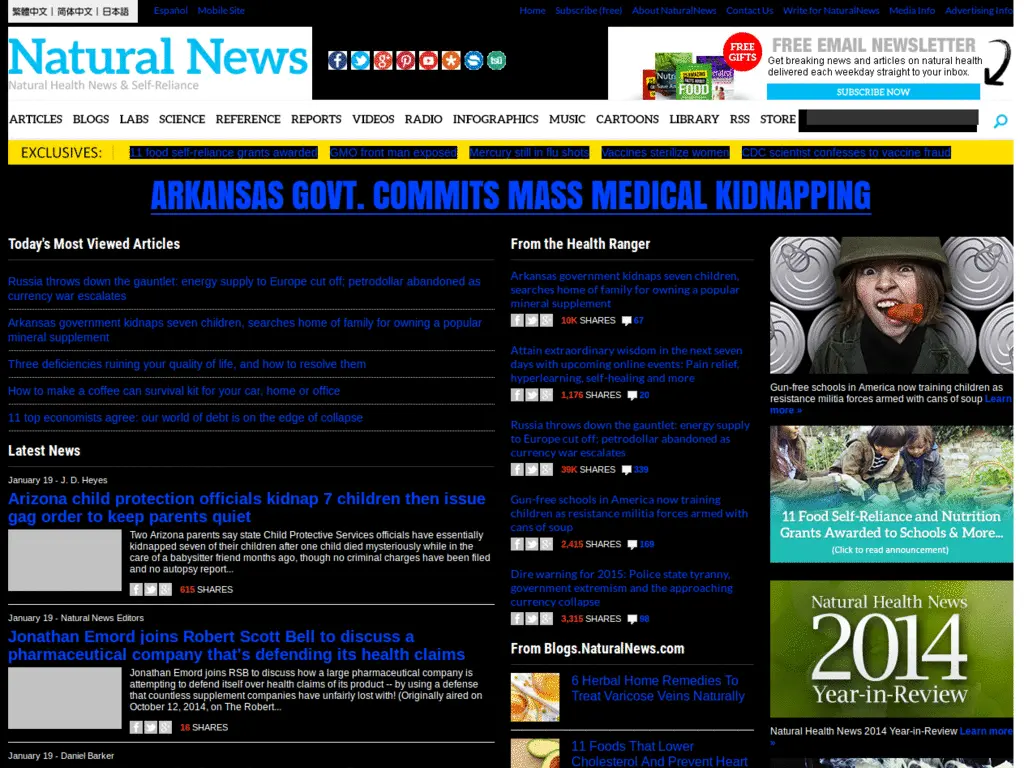 繁體中文 | 简体中文 | 日本語
Español Mobile Site
Home Subscribe (free) About NaturalNews Contact Us Write for NaturalNews Media Info Advertising Info
Natural News
Natural Health News & Self-Reliance
FREE GIFTS
FREE EMAIL NEWSLETTER
Get breaking news and articles on natural health
delivered each weekday straight to your inbox.
SUBSCRIBE NOW
ARTICLES BLOGS LABS SCIENCE REFERENCE REPORTS VIDEOS RADIO INFOGRAPHICS MUSIC CARTOONS LIBRARY RSS STORE
EXCLUSIVES: 11 food self-reliance grants awarded GMO front man exposed Mercury still in flu shots Vaccines sterilize women CDC scientist confesses to vaccine fraud
ARKANSAS GOVT. COMMITS MASS MEDICAL KIDNAPPING
Today's Most Viewed Articles
Russia throws down the gauntlet: energy supply to Europe cut off; petrodollar abandoned as
currency war escalates
Arkansas government kidnaps seven children, searches home of family for owning a popular
mineral supplement
Three deficiencies ruining your quality of life, and how to resolve them
How to make a coffee can survival kit for your car, home or office
11 top economists agree: our world of debt is on the edge of collapse
Latest News
January 19 - J. D. Heyes
Arizona child protection officials kidnap 7 children then issue
gag order to keep parents quiet
Two Arizona parents say state Child Protective Services officials have essentially
kidnapped seven of their children after one child died mysteriously while in the
care of a babysitter friend months ago, though no criminal charges have been filed
and no autopsy report...
615 SHARES
January 19 - Natural News Editors
Jonathan Emord joins Robert Scott Bell to discuss a
pharmaceutical company that's defending its health claims
Jonathan Emord joins RSB to discuss how a large pharmaceutical company is
attempting to defend itself over health claims of its product -- by using a defense
that countless supplement companies have unfairly lost with! (Originally aired on
October 12, 2014, on The Robert...
16 SHARES
January 19 - Daniel Barker
From the Health Ranger
Arkansas government kidnaps seven children,
searches home of family for owning a popular
mineral supplement
10K SHARES 67
Attain extraordinary wisdom in the next seven
days with upcoming online events: Pain relief,
hyperlearning, self-healing and more
1,176 SHARES 20
Russia throws down the gauntlet: energy supply
to Europe cut off; petrodollar abandoned as
currency war escalates
39K SHARES 339
Gun-free schools in America now training
children as resistance militia forces armed with
cans of soup
2,415 SHARES 169
Dire warning for 2015: Police state tyranny,
government extremism and the approaching
currency collapse
3,315 SHARES 98
From Blogs.NaturalNews.com
6 Herbal Home Remedies To
Treat Varicose Veins Naturally
11 Foods That Lower
Cholesterol And Prevent Heart
Gun-free schools in America now training children as
resistance militia forces armed with cans of soup Learn
more »
11 Food Self-Reliance and Nutrition
Grants Awarded to Schools & More...
(Click to read announcement)
Natural Health News
2014
Year-in-Review
Natural Health News 2014 Year-in-Review Learn more
»